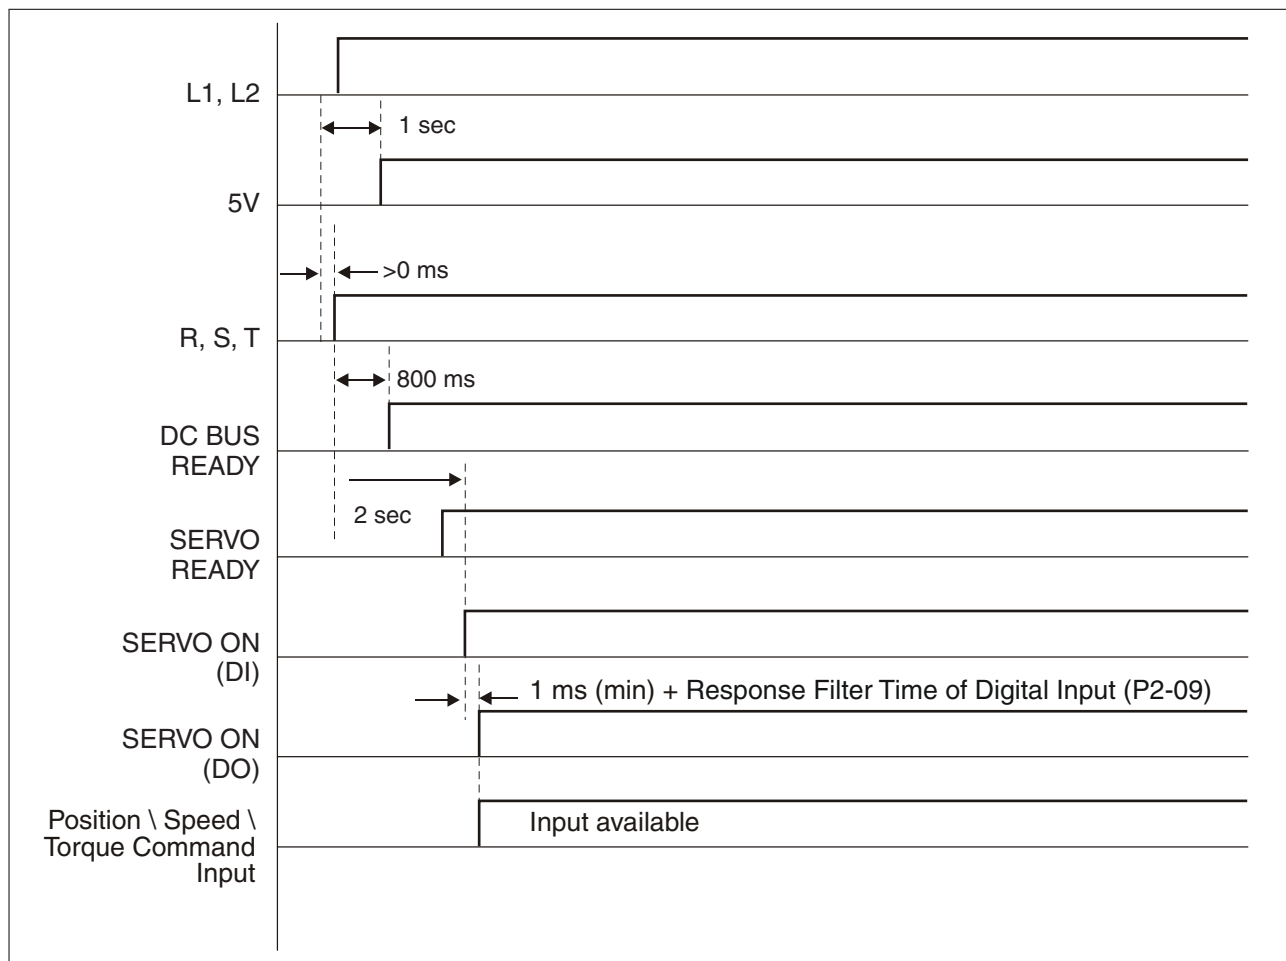 L1, L2
1 sec
5V
>0 ms
R, S, T
800 ms
DC BUS
READY
2 sec
SERVO
READY
SERVO ON
(DI)
1 ms (min) + Response Filter Time of Digital Input (P2-09)
SERVO ON
(DO)
Position \ Speed \
Torque Command
Input
Input available